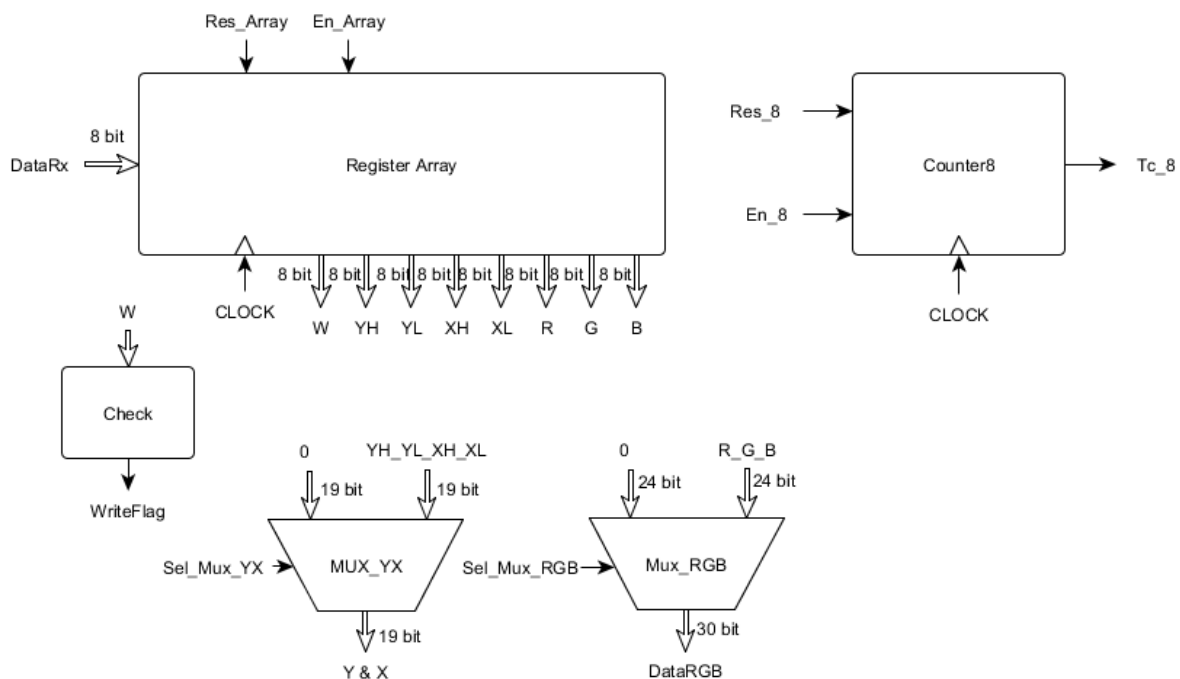 Res_Array En_Array
8 bit
DataRx
Register Array
Res_8
En_8
Counter8
Tc_8
CLOCK
8 bit 8 bit 8 bit 8 bit 8 bit 8 bit 8 bit 8 bit
CLOCK
W YH YL XH XL R G B
W
Check
WriteFlag
0 YH_YL_XH_XL
19 bit 19 bit
Sel_Mux_YX
MUX_YX
19 bit
Y & X
0 R_G_B
24 bit 24 bit
Sel_Mux_RGB
Mux_RGB
30 bit
DataRGB